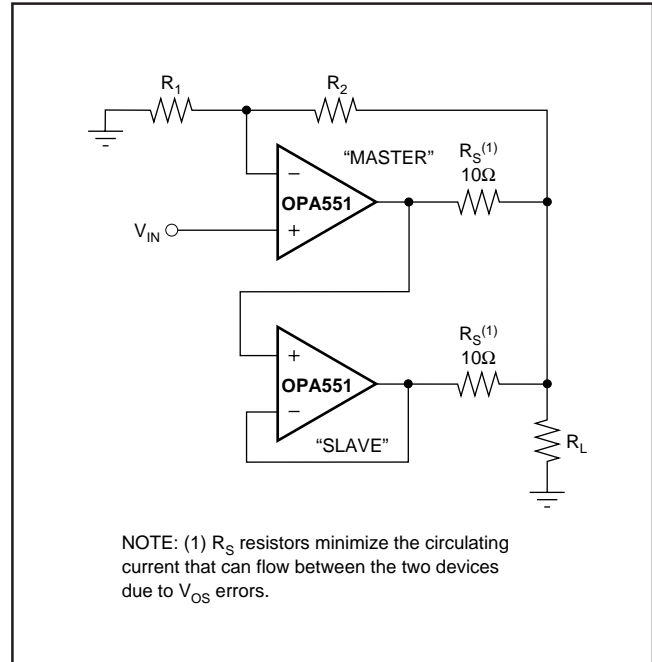 R1
R2
“MASTER”
RS(1)
10Ω
−
OPA551
+
VIN
RS(1)
10Ω
+
OPA551
−
“SLAVE”
RL
NOTE: (1) RS resistors minimize the circulating
current that can flow between the two devices
due to VOS errors.